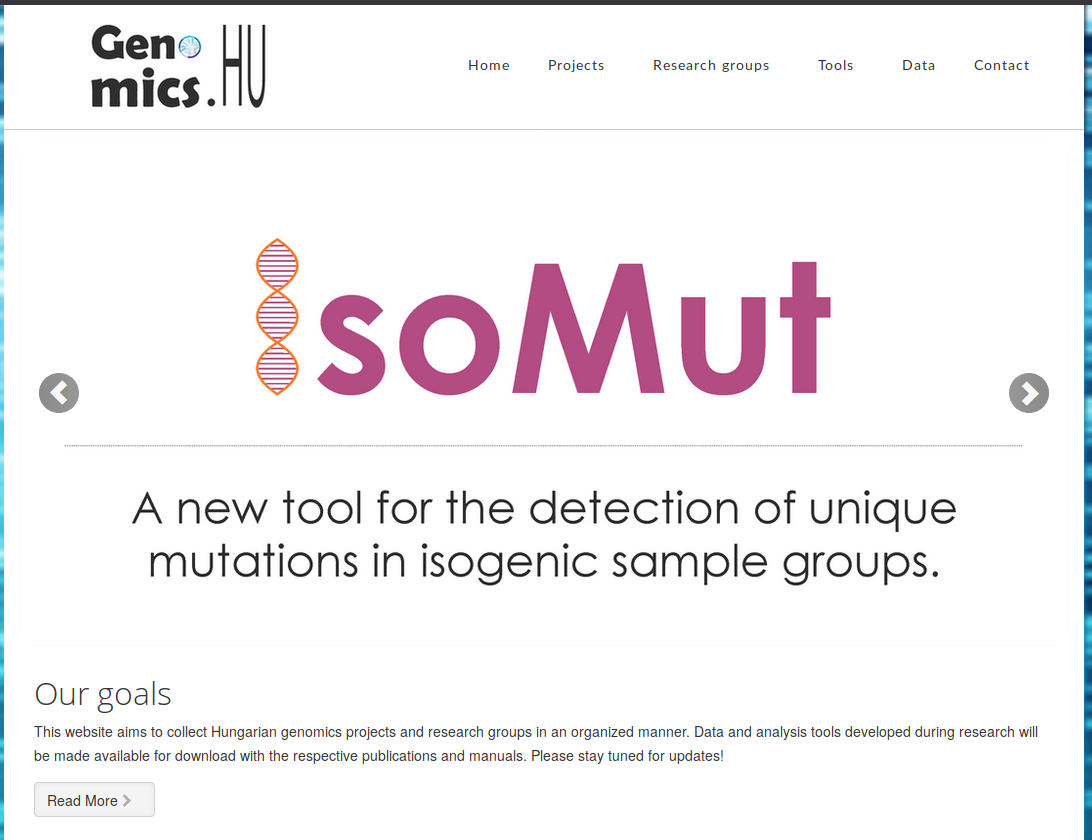 Geno
mics.HU
Home Projects Research groups Tools Data Contact
IsoMut
A new tool for the detection of unique
mutations in isogenic sample groups.
Our goals
This website aims to collect Hungarian genomics projects and research groups in an organized manner. Data and analysis tools developed during research will
be made available for download with the respective publications and manuals. Please stay tuned for updates!
Read More